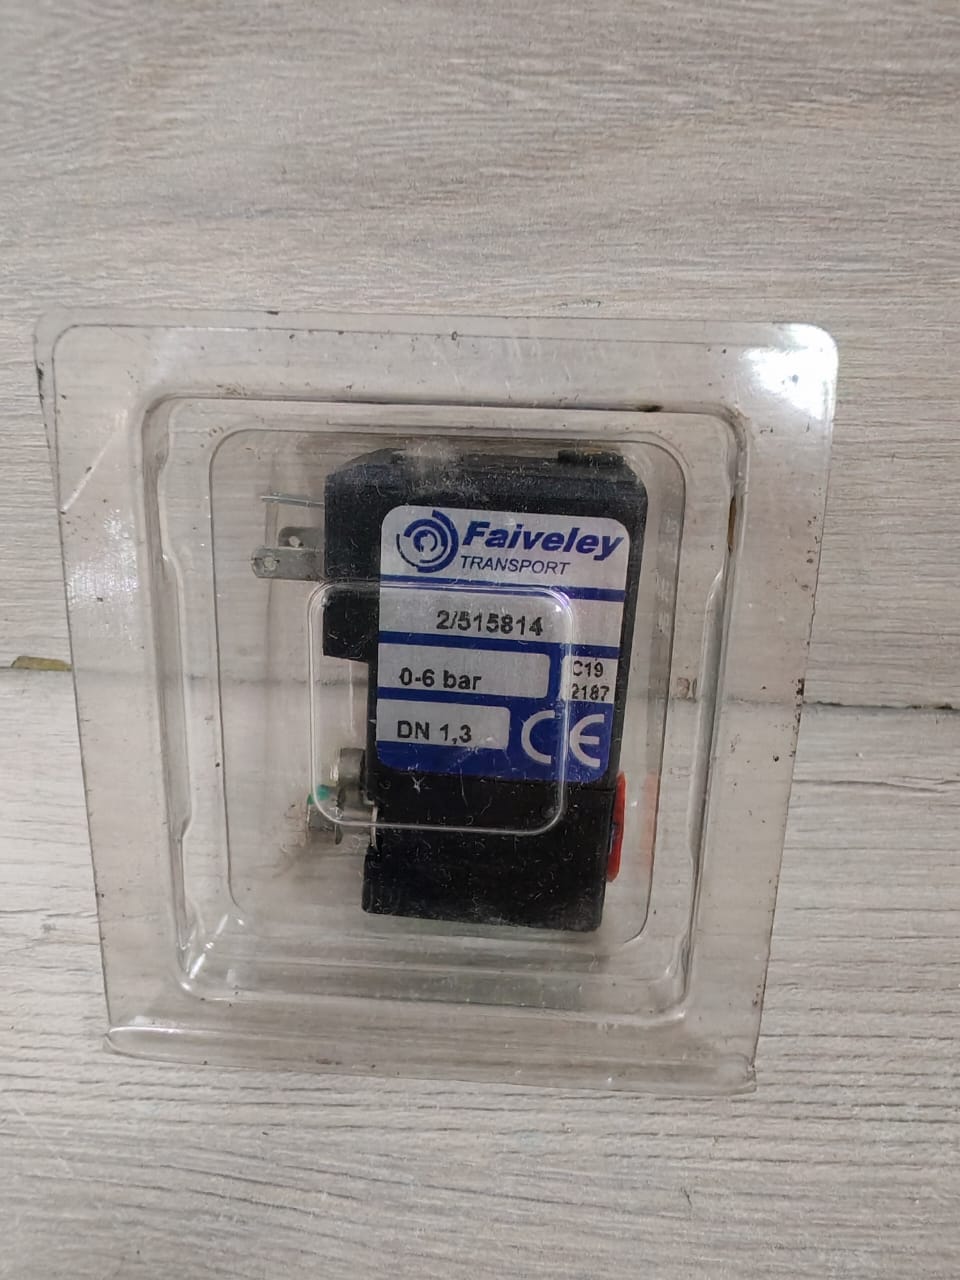 Faiveley
TRANSPORT
2/515814
0-6 bar
C19
2187
DN 1,3
CE